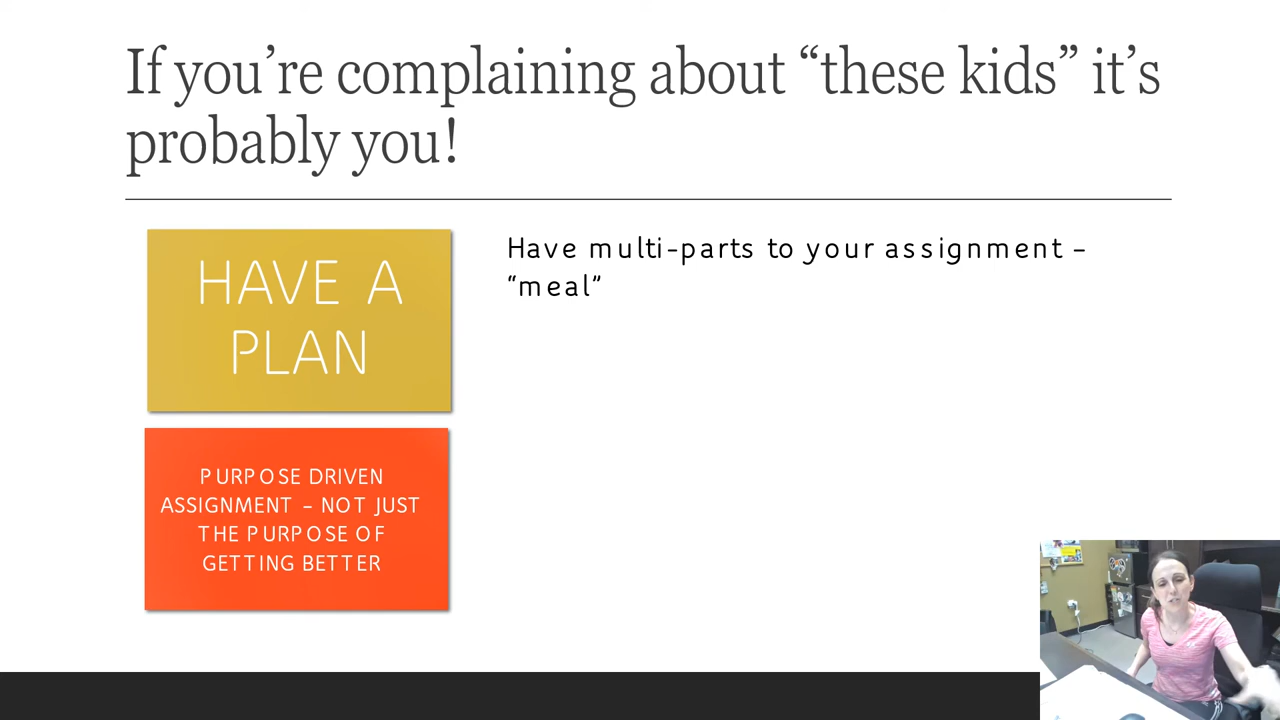 If you’re complaining about “these kids” it’s
probably you!
HAVE A
PLAN
Have multi-parts to your assignment –
“meal”
PURPOSE DRIVEN
ASSIGNMENT – NOT JUST
THE PURPOSE OF
GETTING BETTER